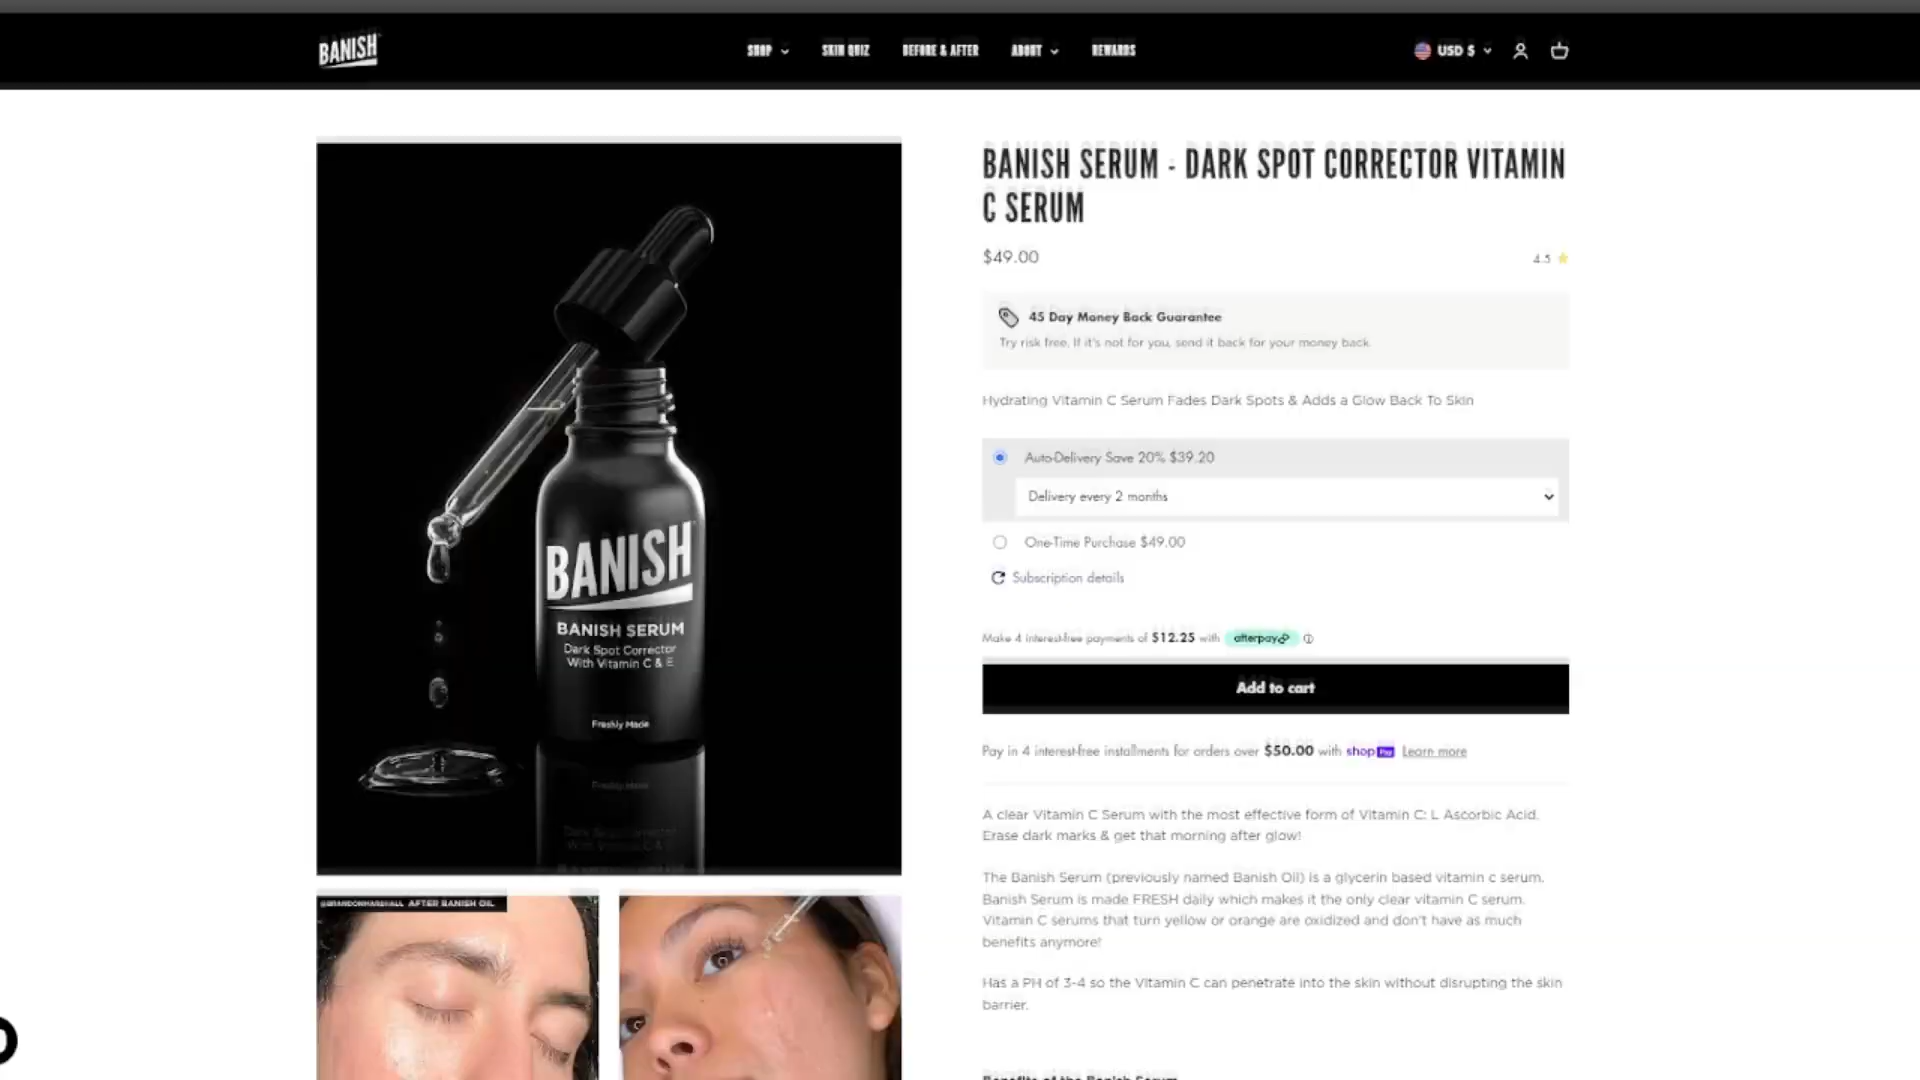 BANISH
SHOP SKIN QUIZ BEFORE & AFTER ABOUT REWARDS
USD $
BANISH SERUM - DARK SPOT CORRECTOR VITAMIN
C SERUM
$49.00
4.5
45 Day Money Back Guarantee
Try risk free. If it's not for you, send it back for your money back.
Hydrating Vitamin C Serum Fades Dark Spots & Adds a Glow Back To Skin
Auto-Delivery Save 20% $39.20
Delivery every 2 months
One-Time Purchase $49.00
Subscription details
Make 4 interest-free payments of $12.25 with afterpay
Add to cart
Pay in 4 interest-free installments for orders over $50.00 with shop Pay Learn more
A clear Vitamin C Serum with the most effective form of Vitamin C: L Ascorbic Acid.
Erase dark marks & get that morning after glow!
The Banish Serum (previously named Banish Oil) is a glycerin based vitamin c serum.
Banish Serum is made FRESH daily which makes it the only clear vitamin C serum.
Vitamin C serums that turn yellow or orange are oxidized and don't have as much
benefits anymore!
Has a PH of 3-4 so the Vitamin C can penetrate into the skin without disrupting the skin
barrier.
Benefits of the Banish Serum
BANISH
BANISH SERUM
Dark Spot Corrector
With Vitamin C & E
Freshly Made
Freshly Made
@BRANDONMARSHALL AFTER BANISH OIL